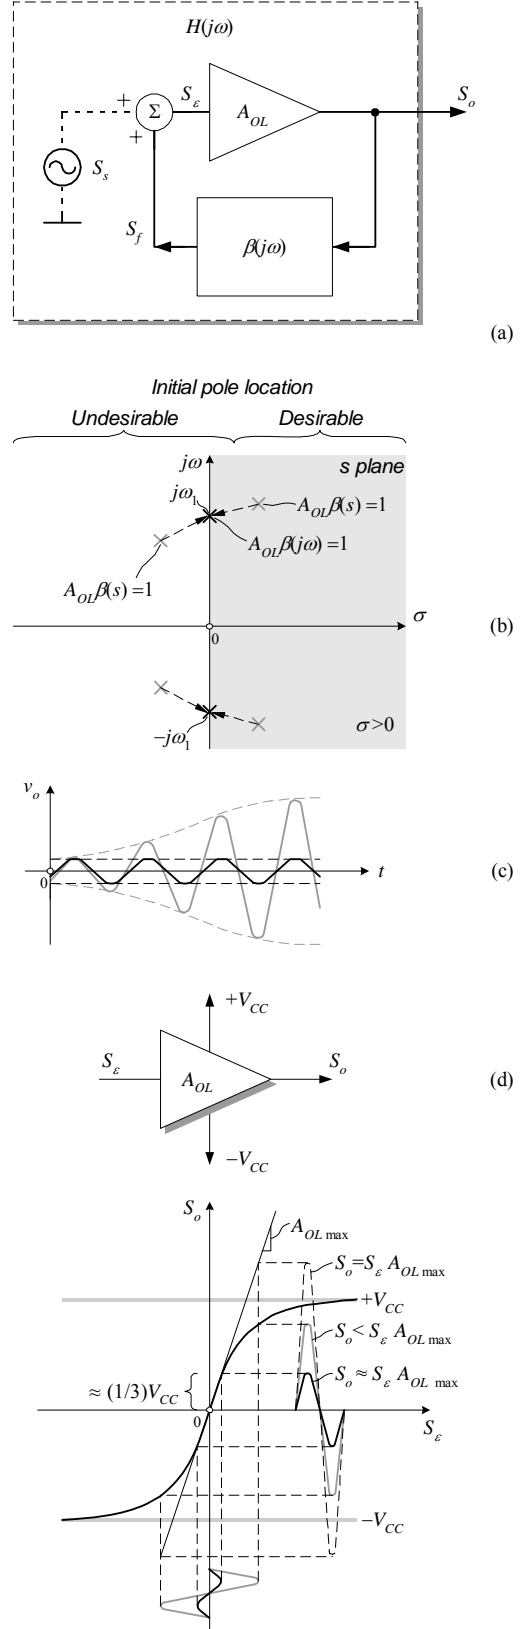 H(jω)
+
S_ε
Σ
A_OL
S_o
+
S_s
S_f
β(jω)
(a)
Initial pole location
Undesirable
Desirable
jω
s plane
jω_1
A_OLβ(s)=1
A_OLβ(jω)=1
A_OLβ(s)=1
0
σ
(b)
σ>0
−jω_1
v_o
0
t
(c)
+V_CC
S_ε
A_OL
S_o
(d)
−V_CC
S_o
A_OL max
S_o=S_ε A_OL max
+V_CC
S_o<S_ε A_OL max
S_o≈S_ε A_OL max
≈(1/3)V_CC
0
S_ε
−V_CC